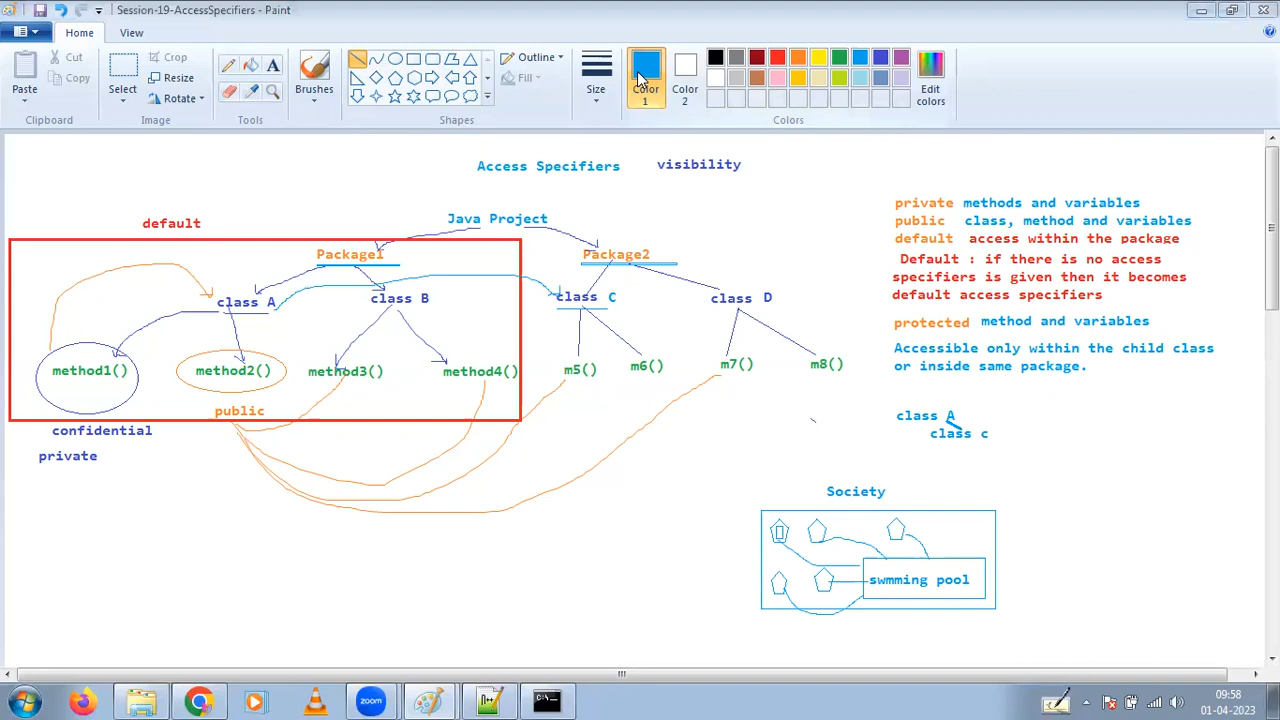 Session-19-AccessSpecifiers - Paint
Home
View
Paste
Cut
Copy
Clipboard
Select
Crop
Resize
Rotate
Image
A
Tools
Brushes
Shapes
Outline
Fill
Size
Color
1
Color
2
Edit
colors
Colors
Access Specifiers visibility
Java Project
default
Package1
Package2
class A
class B
class C
class D
method1()
method2()
method3()
method4()
m5()
m6()
m7()
m8()
public
confidential
private
private methods and variables
public class, method and variables
default access within the package
Default : if there is no access
specifiers is given then it becomes
default access specifiers
protected method and variables
Accessible only within the child class
or inside same package.
class A
class c
Society
swmming pool
zoom
09:58
01-04-2023